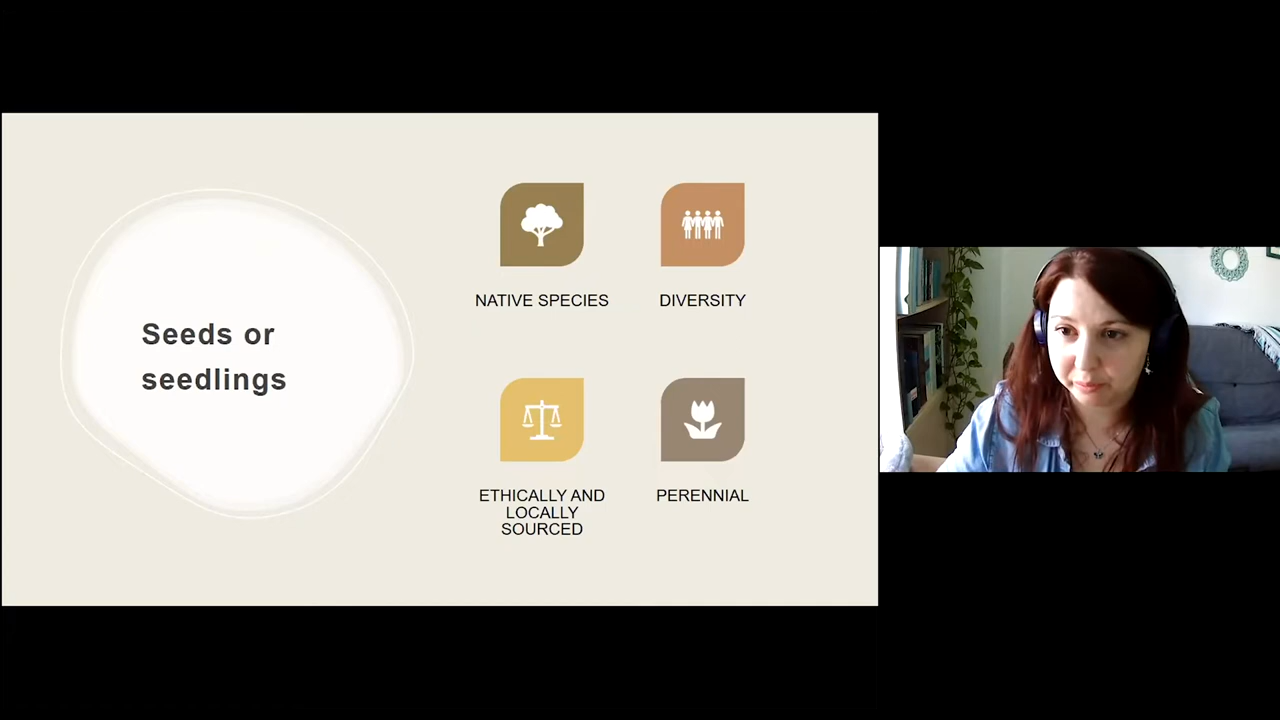 Seeds or
seedlings
NATIVE SPECIES
DIVERSITY
ETHICALLY AND
LOCALLY
SOURCED
PERENNIAL